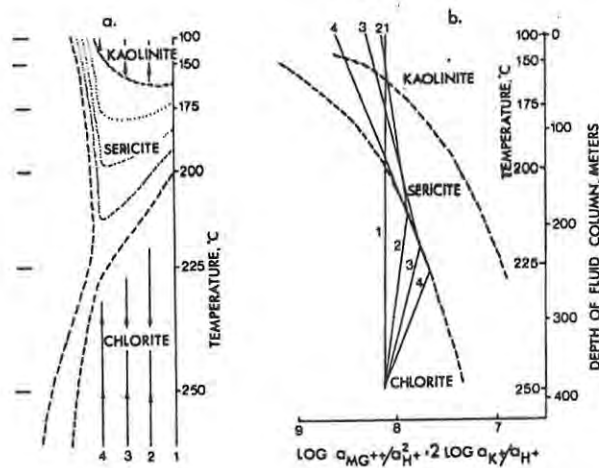 a.
100
KAOLINITE
150
175
SERICITE
200
225
CHLORITE
250
TEMPERATURE, °C
4 3 2 1
b.
4 3 21
100 0
KAOLINITE
150
175
100
TEMPERATURE, °C
200
SERICITE
200
1 2 3 4
225
300
CHLORITE
250
400
DEPTH OF FLUID COLUMN, METERS
9 8 7
LOG aMG++/aH+2 + 2 LOG aK+/aH+